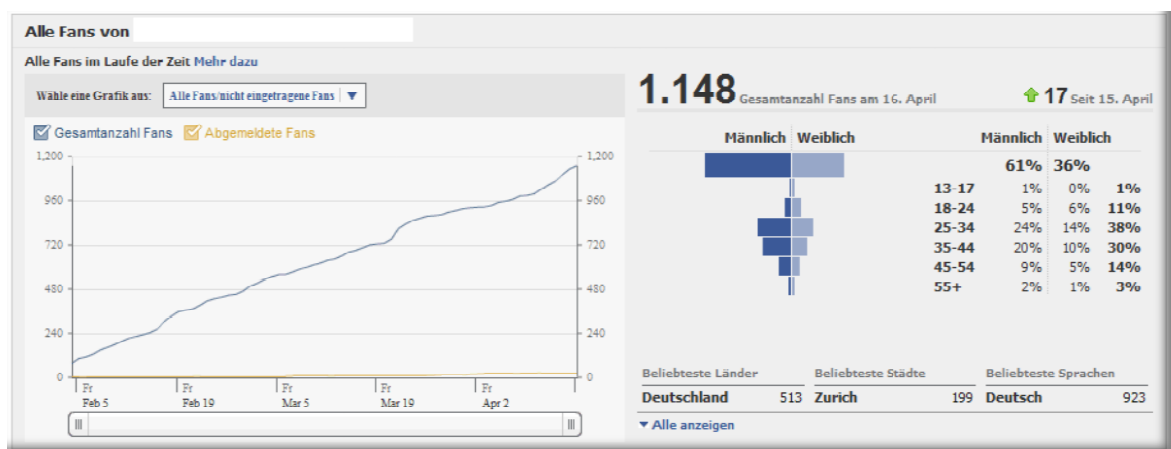 Alle Fans von
Alle Fans im Laufe der Zeit Mehr dazu
Wähle eine Grafik aus: Alle Fans/nicht eingetragene Fans
Gesamtanzahl Fans Abgemeldete Fans
1,200 1,200
960 960
720 720
480 480
240 240
0 0
Fr Fr Fr Fr Fr
Feb 5 Feb 19 Mar 5 Mar 19 Apr 2
1.148 Gesamtanzahl Fans am 16. April 17 Seit 15. April
Männlich Weiblich Männlich Weiblich
61% 36%
13-17 1% 0% 1%
18-24 5% 6% 11%
25-34 24% 14% 38%
35-44 20% 10% 30%
45-54 9% 5% 14%
55+ 2% 1% 3%
Beliebteste Länder Beliebteste Städte Beliebteste Sprachen
Deutschland 513 Zurich 199 Deutsch 923
Alle anzeigen